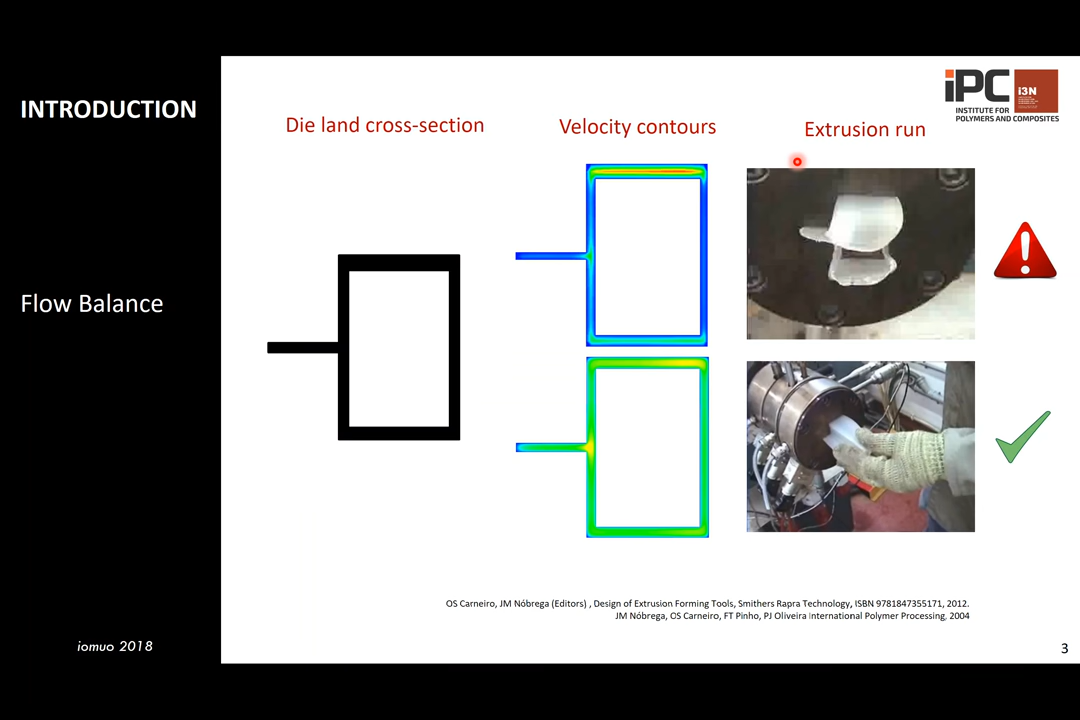 INTRODUCTION
Flow Balance
iomuo 2018
Die land cross-section
Velocity contours
Extrusion run
iPC
i3N
INSTITUTE FOR
POLYMERS AND COMPOSITES
OS Carneiro, JM Nóbrega (Editors) , Design of Extrusion Forming Tools, Smithers Rapra Technology, ISBN 9781847355171, 2012.
JM Nóbrega, OS Carneiro, FT Pinho, PJ Oliveira International Polymer Processing, 2004
3